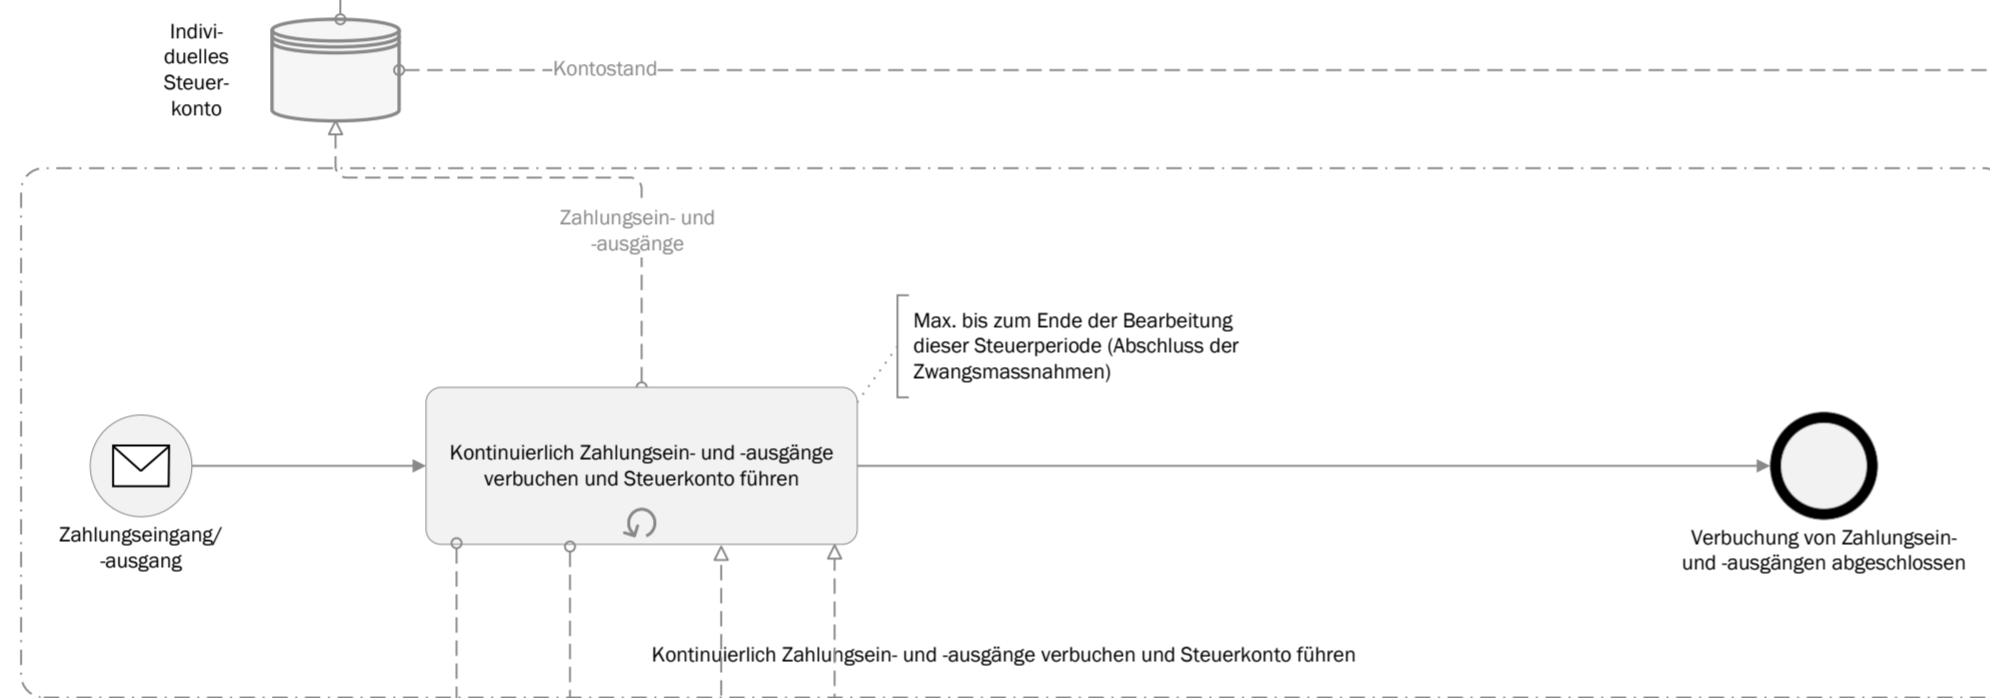 Indivi-
duelles
Steuer-
konto
Kontostand
Zahlungsein- und
-ausgänge
Max. bis zum Ende der Bearbeitung
dieser Steuerperiode (Abschluss der
Zwangsmassnahmen)
Kontinuierlich Zahlungsein- und -ausgänge
verbuchen und Steuerkonto führen
Zahlungseingang/
-ausgang
Verbuchung von Zahlungsein-
und -ausgängen abgeschlossen
Kontinuierlich Zahlungsein- und -ausgänge verbuchen und Steuerkonto führen